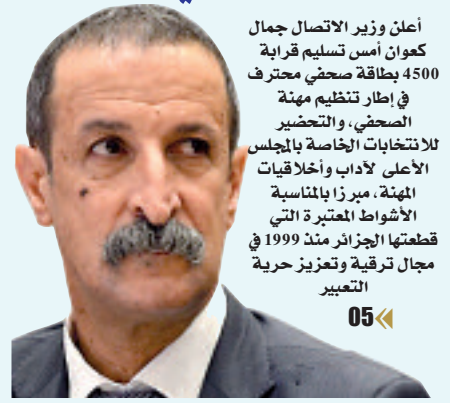 أعلن وزير الاتصال جمال
كعوان أمس تسليم قرابة
4500 بطاقة صحفي محترف
في إطار تنظيم مهنة
الصحفي، والتحضير
للانتخابات الخاصة بالمجلس
الأعلى لآداب وأخلاقيات
المهنة، مبرزا بالمناسبة
الأشواط المعتبرة التي
قطعتها الجزائر منذ 1999 في
مجال ترقية وتعزيز حرية
التعبير
05